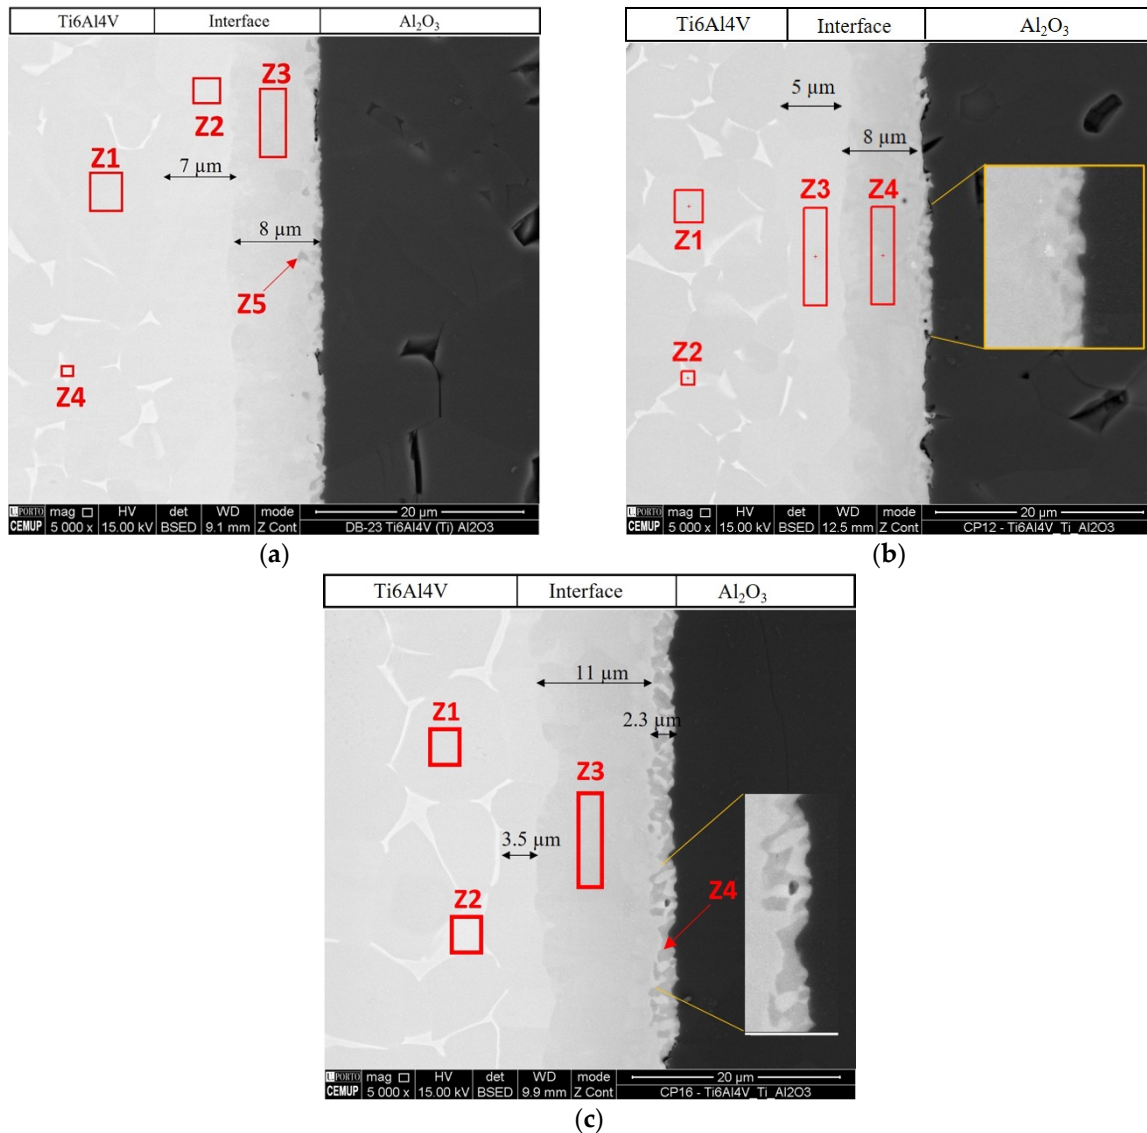 Ti6Al4V Interface Al₂O₃
Z3
Z2
Z1
7 µm
8 µm
Z5
Z4
U.PORTO mag HV det WD mode 20 µm
CEMUP 5 000 x 15.00 kV BSED 9.1 mm Z Cont DB-23 Ti6Al4V (Ti) Al2O3
(a)
Ti6Al4V Interface Al₂O₃
5 µm
8 µm
Z3 Z4
Z1
Z2
U.PORTO mag HV det WD mode 20 µm
CEMUP 5 000 x 15.00 kV BSED 12.5 mm Z Cont CP12 - Ti6Al4V_Ti_Al2O3
(b)
Ti6Al4V Interface Al₂O₃
11 µm
2.3 µm
Z1
Z3
3.5 µm
Z4
Z2
U.PORTO mag HV det WD mode 20 µm
CEMUP 5 000 x 15.00 kV BSED 9.9 mm Z Cont CP16 - Ti6Al4V_Ti_Al2O3
(c)